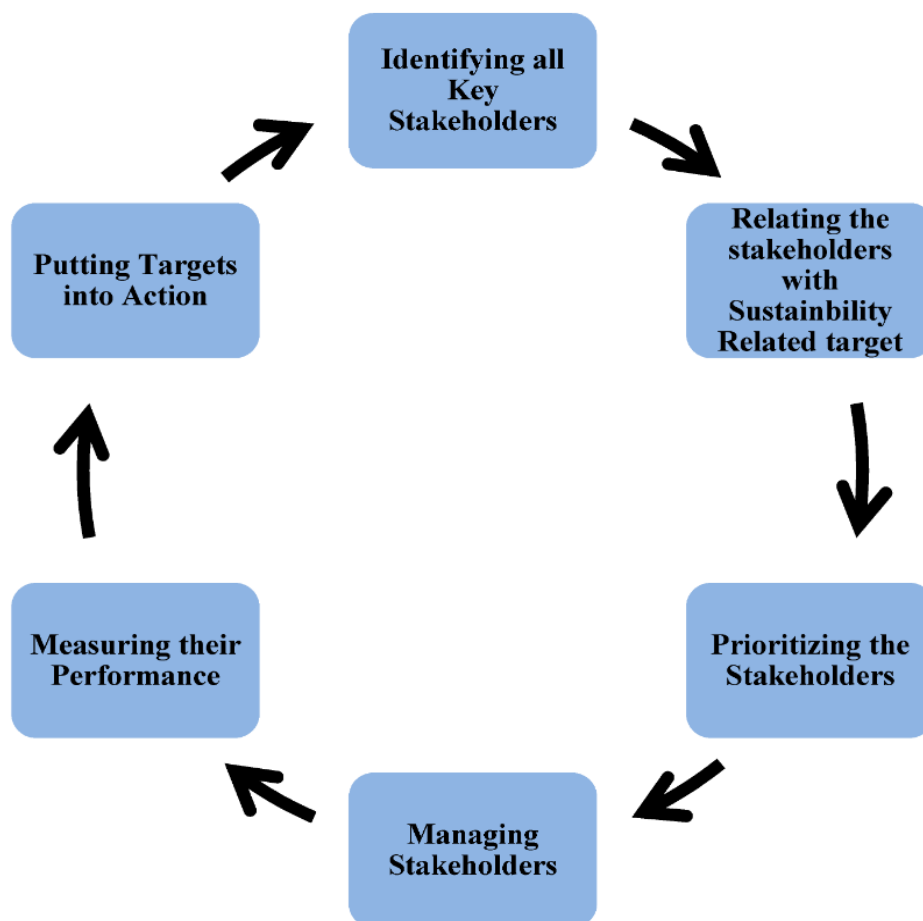 Identifying all
Key
Stakeholders
Relating the
stakeholders
with
Sustainbility
Related target
Prioritizing the
Stakeholders
Managing
Stakeholders
Measuring their
Performance
Putting Targets
into Action